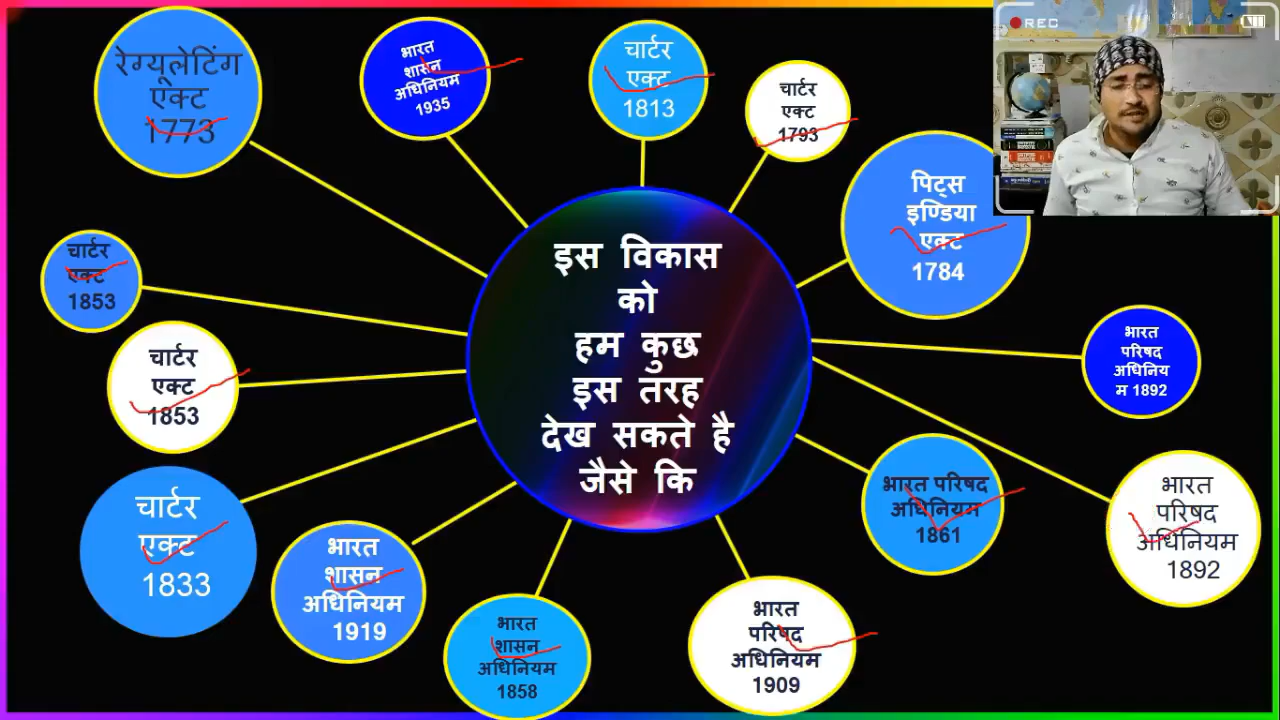 रेग्यूलेटिंग
एक्ट
1773
भारत
शासन
अधिनियम
1935
चार्टर
एक्ट
1813
चार्टर
एक्ट
1793
पिट्स
इण्डिया
एक्ट
1784
REC
चार्टर
एक्ट
1853
चार्टर
एक्ट
1853
चार्टर
एक्ट
1833
इस विकास
को
हम कुछ
इस तरह
देख सकते है
जैसे कि
भारत
परिषद
अधिनिय
म 1892
भारत परिषद
अधिनियम
1861
भारत
परिषद
अधिनियम
1892
भारत
शासन
अधिनियम
1919
भारत
शासन
अधिनियम
1858
भारत
परिषद
अधिनियम
1909